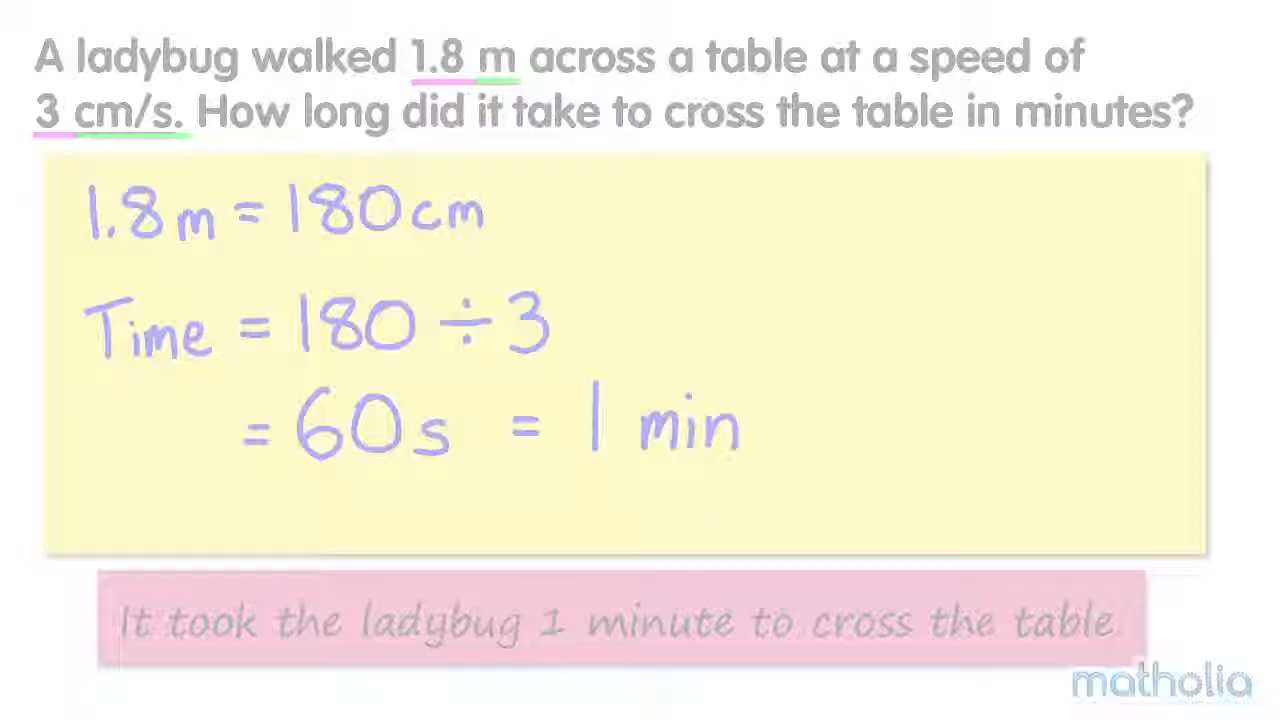 A ladybug walked 1.8 m across a table at a speed of
3 cm/s. How long did it take to cross the table in minutes?
1.8 m = 180 cm
Time = 180 ÷ 3
= 60 s = 1 min
It took the ladybug 1 minute to cross the table.
matholia